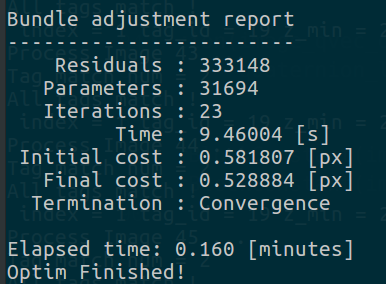 Bundle adjustment report
------------------------
Residuals : 333148
Parameters : 31694
Iterations : 23
Time : 9.46004 [s]
Initial cost : 0.581807 [px]
Final cost : 0.528884 [px]
Termination : Convergence
Elapsed time: 0.160 [minutes]
Optim Finished!